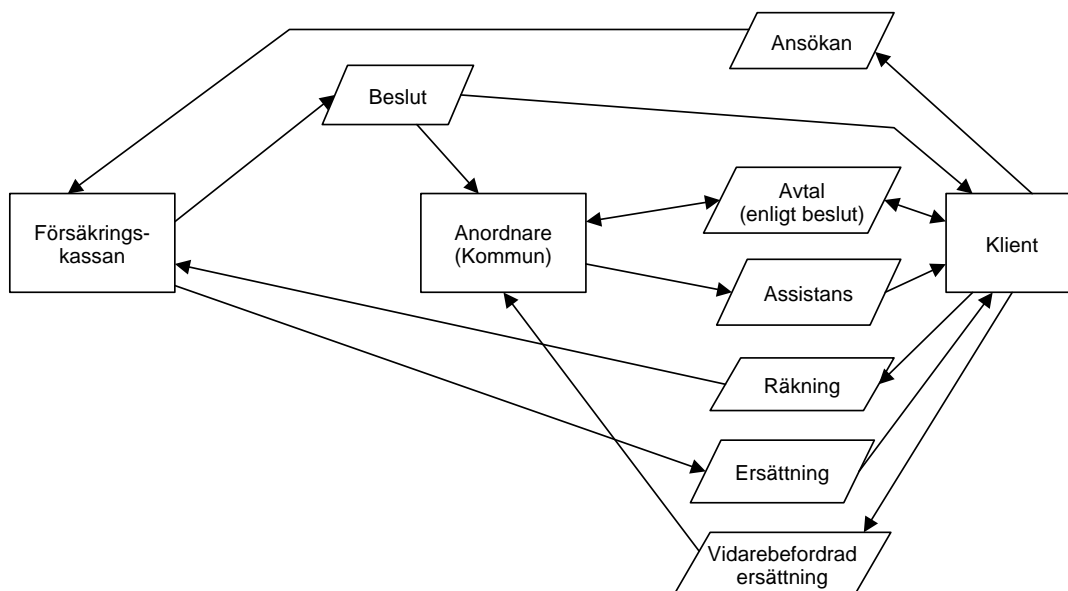 Ansökan
Beslut
Försäkrings-
kassan
Anordnare
(Kommun)
Avtal
(enligt beslut)
Klient
Assistans
Räkning
Ersättning
Vidarebefordrad
ersättning